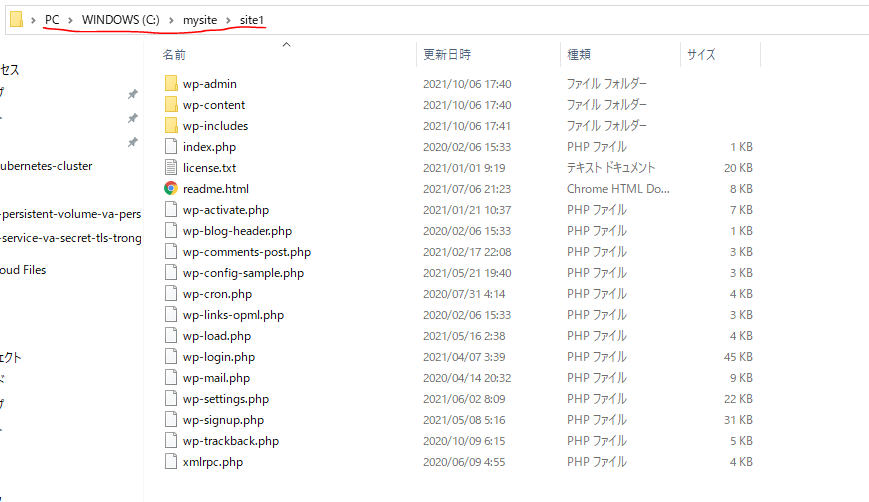 PC > WINDOWS (C:) > mysite > site1
名前 更新日時 種類 サイズ
wp-admin 2021/10/06 17:40 ファイル フォルダー
wp-content 2021/10/06 17:40 ファイル フォルダー
wp-includes 2021/10/06 17:41 ファイル フォルダー
index.php 2020/02/06 15:33 PHP ファイル 1 KB
license.txt 2021/01/01 9:19 テキスト ドキュメント 20 KB
readme.html 2021/07/06 21:23 Chrome HTML Do... 8 KB
wp-activate.php 2021/01/21 10:37 PHP ファイル 7 KB
wp-blog-header.php 2020/02/06 15:33 PHP ファイル 1 KB
wp-comments-post.php 2021/02/17 22:08 PHP ファイル 3 KB
wp-config-sample.php 2021/05/21 19:40 PHP ファイル 3 KB
wp-cron.php 2020/07/31 4:14 PHP ファイル 4 KB
wp-links-opml.php 2020/02/06 15:33 PHP ファイル 3 KB
wp-load.php 2021/05/16 2:38 PHP ファイル 4 KB
wp-login.php 2021/04/07 3:39 PHP ファイル 45 KB
wp-mail.php 2020/04/14 20:32 PHP ファイル 9 KB
wp-settings.php 2021/06/02 8:09 PHP ファイル 22 KB
wp-signup.php 2021/05/08 5:16 PHP ファイル 31 KB
wp-trackback.php 2020/10/09 6:15 PHP ファイル 5 KB
xmlrpc.php 2020/06/09 4:55 PHP ファイル 4 KB
セス
ubernetes-cluster
-persistent-volume-va-pers
-service-va-secret-tls-trong
oud Files
ェクト